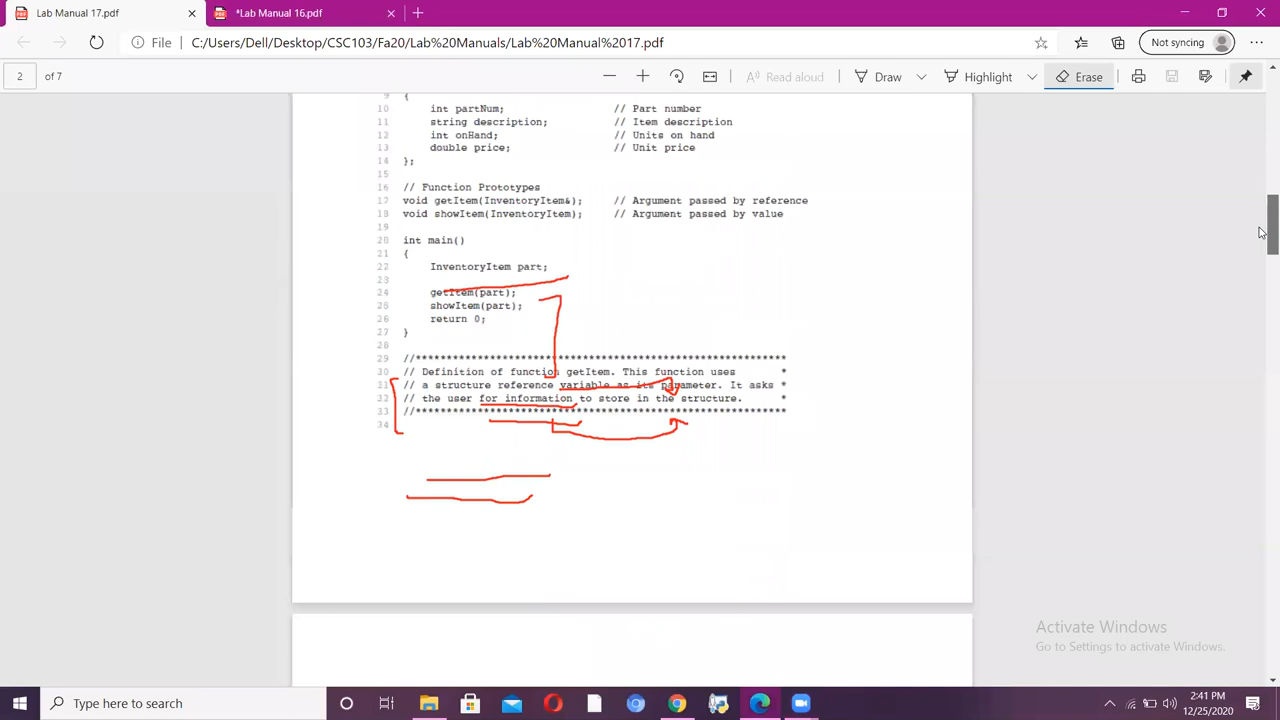 Lab Manual 17.pdf
*Lab Manual 16.pdf
File C:/Users/Dell/Desktop/CSC103/Fa20/Lab%20Manuals/Lab%20Manual%2017.pdf
Not syncing
2 of 7
Read aloud
Draw
Highlight
Erase
9 {
10 int partNum; // Part number
11 string description; // Item description
12 int onHand; // Units on hand
13 double price; // Unit price
14 };
15
16 // Function Prototypes
17 void getItem(InventoryItem&); // Argument passed by reference
18 void showItem(InventoryItem); // Argument passed by value
19
20 int main()
21 {
22 InventoryItem part;
23
24 getItem(part);
25 showItem(part);
26 return 0;
27 }
28
29 //***********************************************************
30 // Definition of function getItem. This function uses *
31 // a structure reference variable as its parameter. It asks *
32 // the user for information to store in the structure. *
33 //***********************************************************
34
Activate Windows
Go to Settings to activate Windows.
Type here to search
2:41 PM
12/25/2020